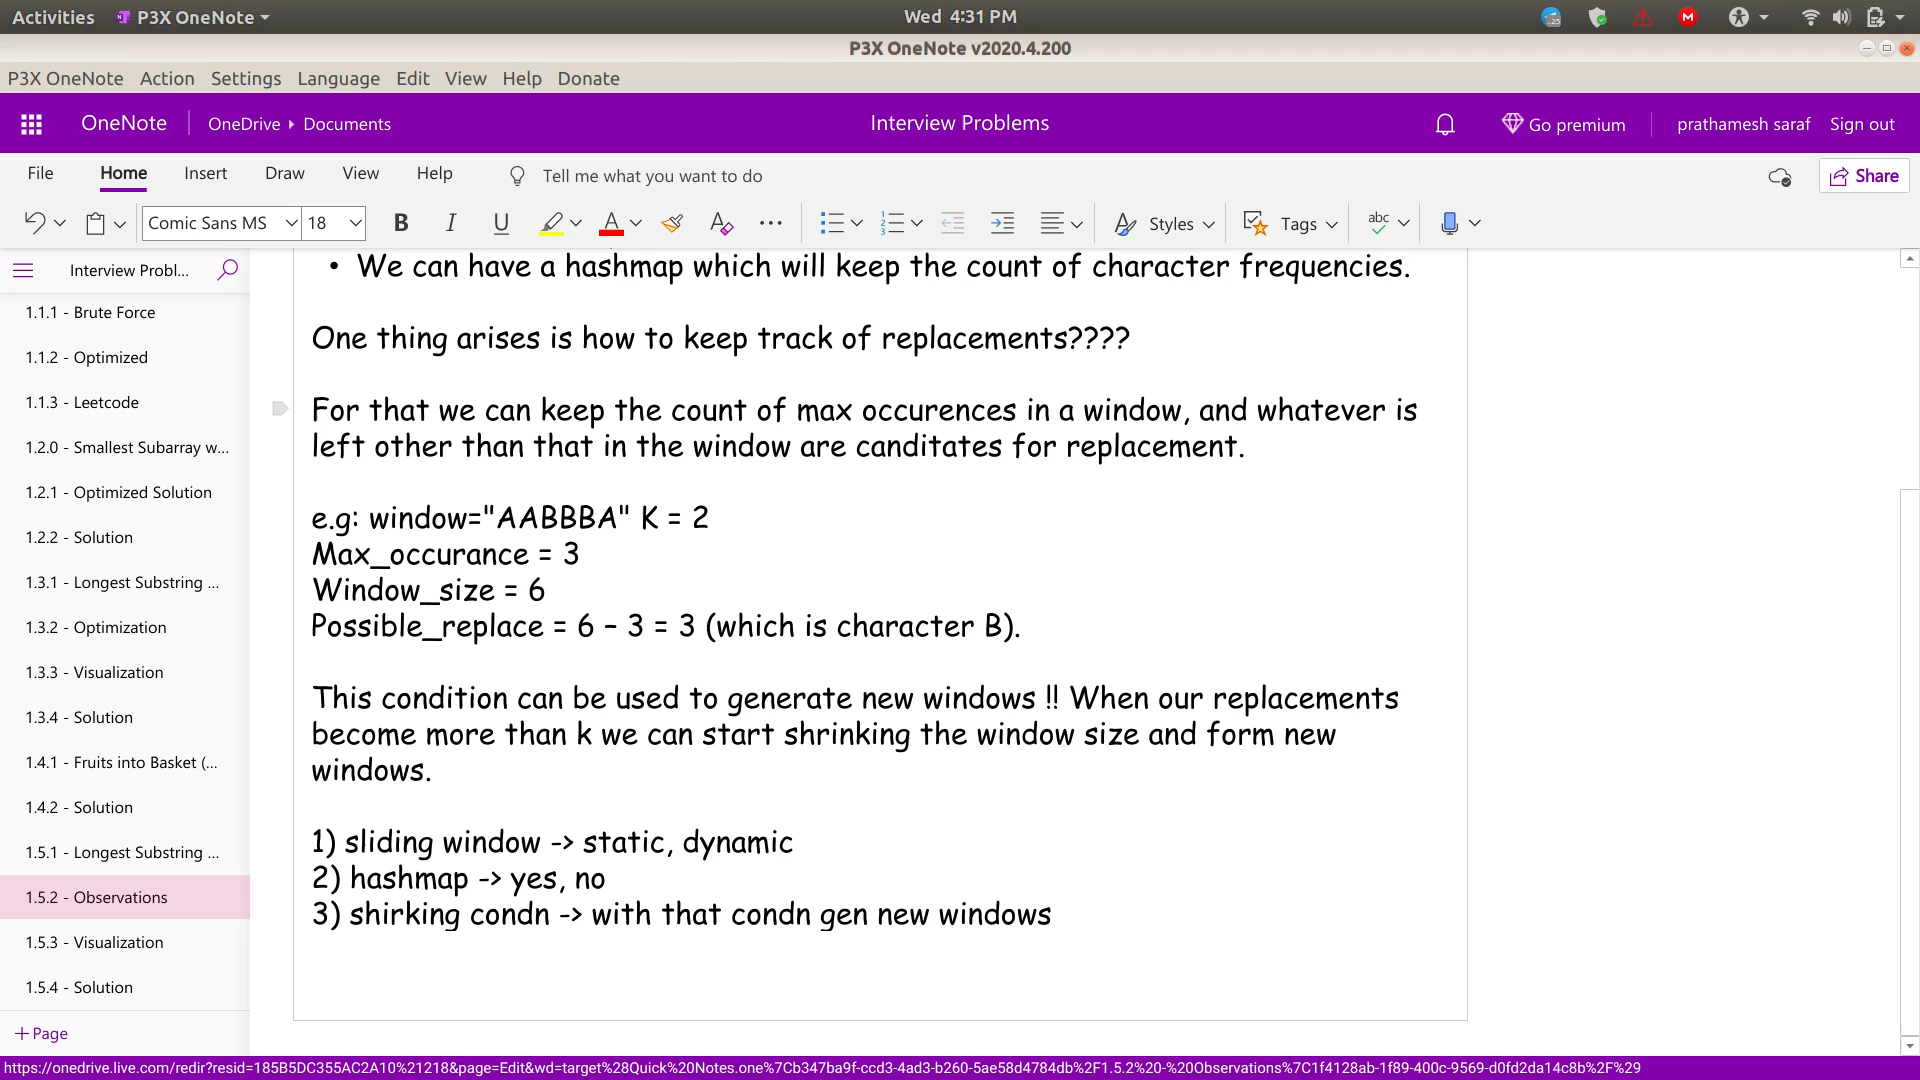 Activities P3X OneNote Wed 4:31 PM
P3X OneNote v2020.4.200
P3X OneNote Action Settings Language Edit View Help Donate
OneNote OneDrive Documents Interview Problems Go premium prathamesh saraf Sign out
File Home Insert Draw View Help Tell me what you want to do Share
Comic Sans MS 18 B I U A Styles Tags abc
Interview Probl...
1.1.1 - Brute Force
1.1.2 - Optimized
1.1.3 - Leetcode
1.2.0 - Smallest Subarray w...
1.2.1 - Optimized Solution
1.2.2 - Solution
1.3.1 - Longest Substring ...
1.3.2 - Optimization
1.3.3 - Visualization
1.3.4 - Solution
1.4.1 - Fruits into Basket (...
1.4.2 - Solution
1.5.1 - Longest Substring ...
1.5.2 - Observations
1.5.3 - Visualization
1.5.4 - Solution
+ Page
• We can have a hashmap which will keep the count of character frequencies.
One thing arises is how to keep track of replacements????
For that we can keep the count of max occurences in a window, and whatever is
left other than that in the window are canditates for replacement.
e.g: window="AABBBA" K = 2
Max_occurance = 3
Window_size = 6
Possible_replace = 6 – 3 = 3 (which is character B).
This condition can be used to generate new windows !! When our replacements
become more than k we can start shrinking the window size and form new
windows.
1) sliding window -> static, dynamic
2) hashmap -> yes, no
3) shirking condn -> with that condn gen new windows
https://onedrive.live.com/redir?resid=185B5DC355AC2A10%21218&page=Edit&wd=target%28Quick%20Notes.one%7Cb347ba9f-ccd3-4ad3-b260-5ae58d4784db%2F1.5.2%20-%20Observations%7C1f4128ab-1f89-400c-9569-d0fd2da14c8b%2F%29